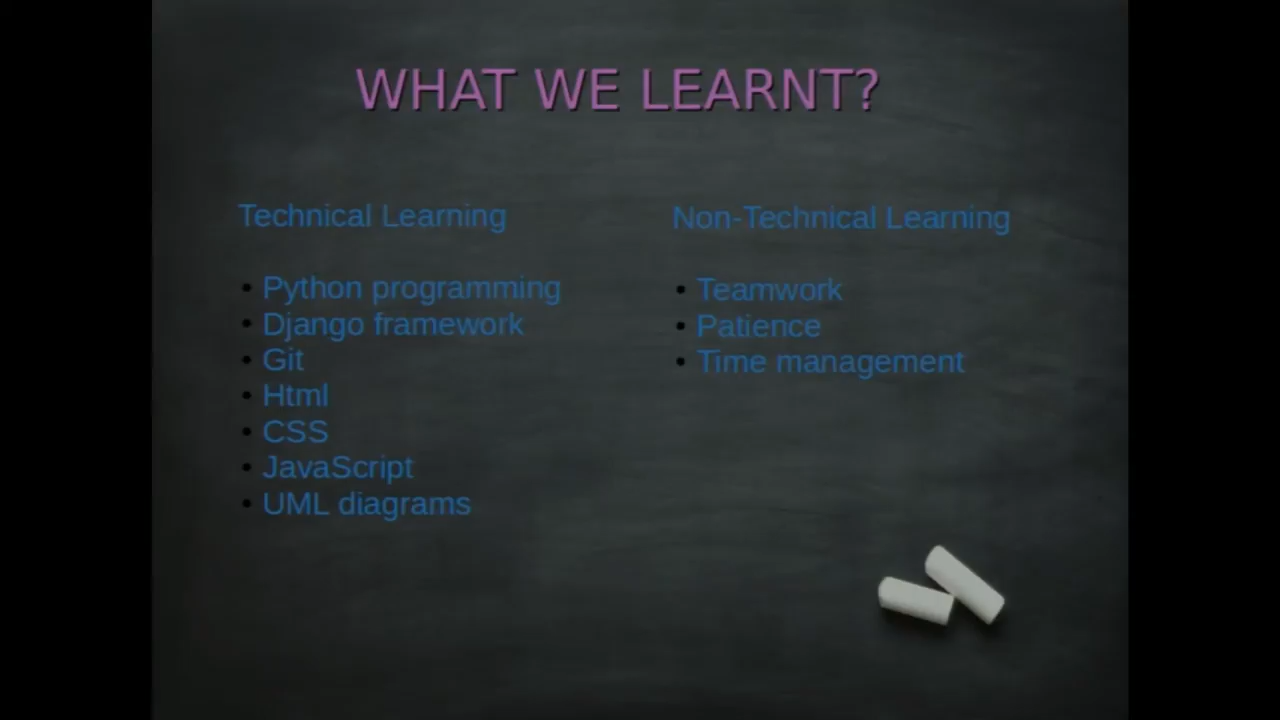 WHAT WE LEARNT?
Technical Learning
• Python programming
• Django framework
• Git
• Html
• CSS
• JavaScript
• UML diagrams
Non-Technical Learning
• Teamwork
• Patience
• Time management